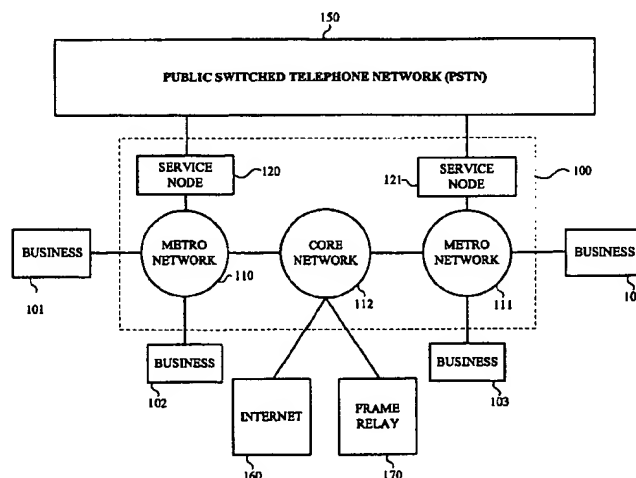 150
PUBLIC SWITCHED TELEPHONE NETWORK (PSTN)
SERVICE
NODE
120
121
SERVICE
NODE
100
BUSINESS
101
METRO
NETWORK
110
CORE
NETWORK
112
METRO
NETWORK
111
BUSINESS
10
BUSINESS
102
INTERNET
160
FRAME
RELAY
170
BUSINESS
103